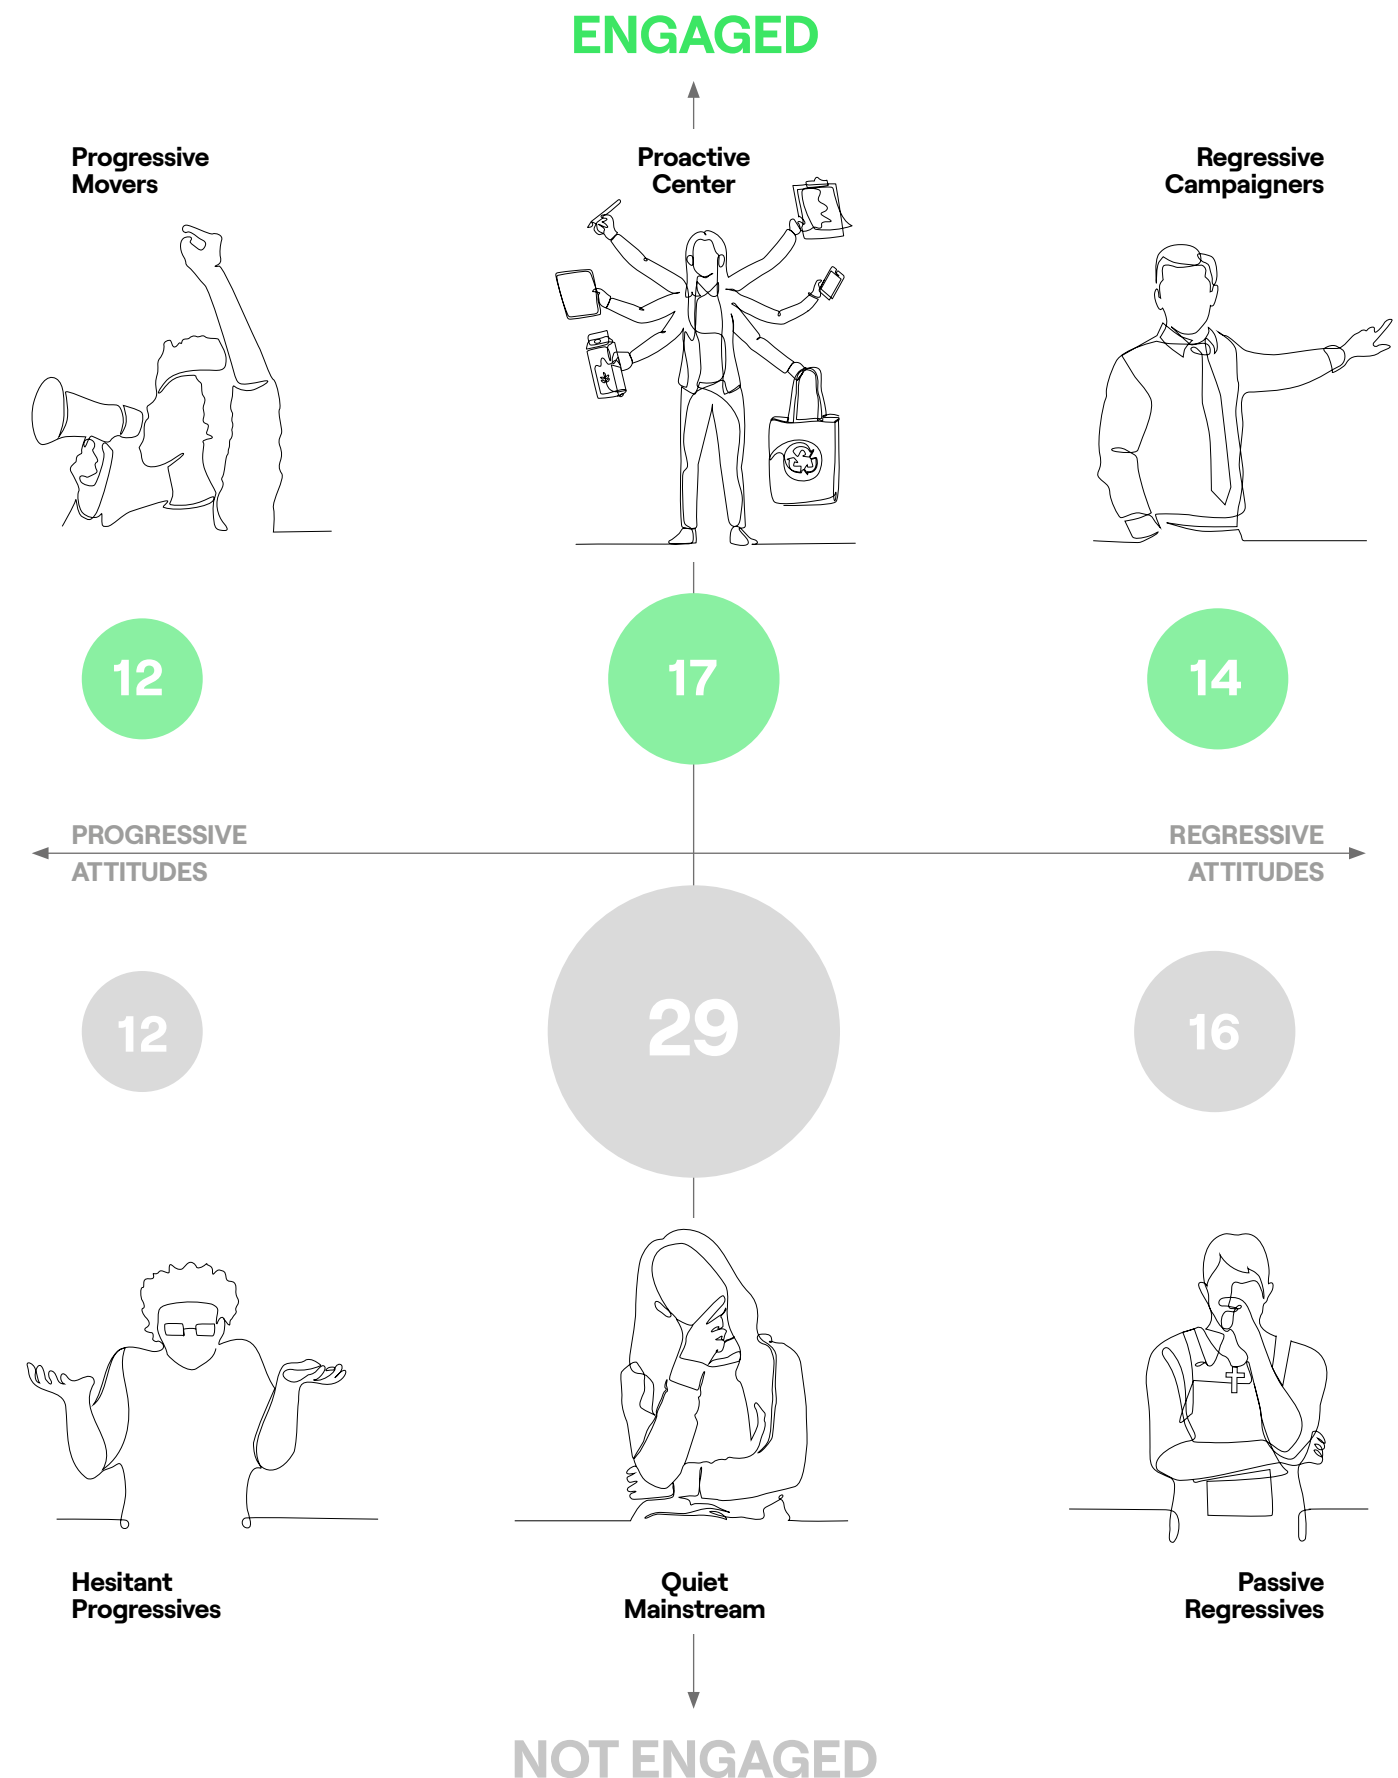 ENGAGED
Progressive
Movers
Proactive
Center
Regressive
Campaigners
12
17
14
PROGRESSIVE
ATTITUDES
REGRESSIVE
ATTITUDES
12
29
16
Hesitant
Progressives
Quiet
Mainstream
Passive
Regressives
NOT ENGAGED